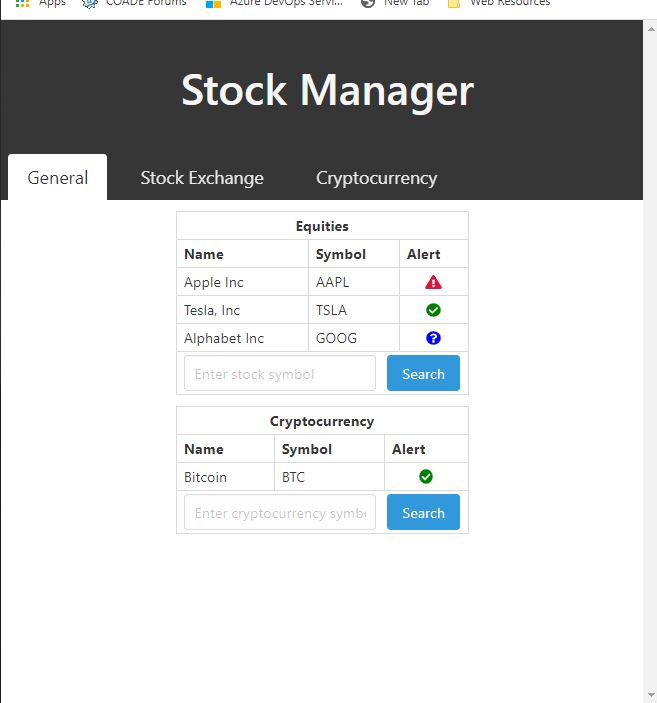 Apps COADE Forums Azure DevOps Servi... New Tab Web Resources
Stock Manager
General Stock Exchange Cryptocurrency
Equities
Name Symbol Alert
Apple Inc AAPL
Tesla, Inc TSLA
Alphabet Inc GOOG
Enter stock symbol Search
Cryptocurrency
Name Symbol Alert
Bitcoin BTC
Enter cryptocurrency symb Search